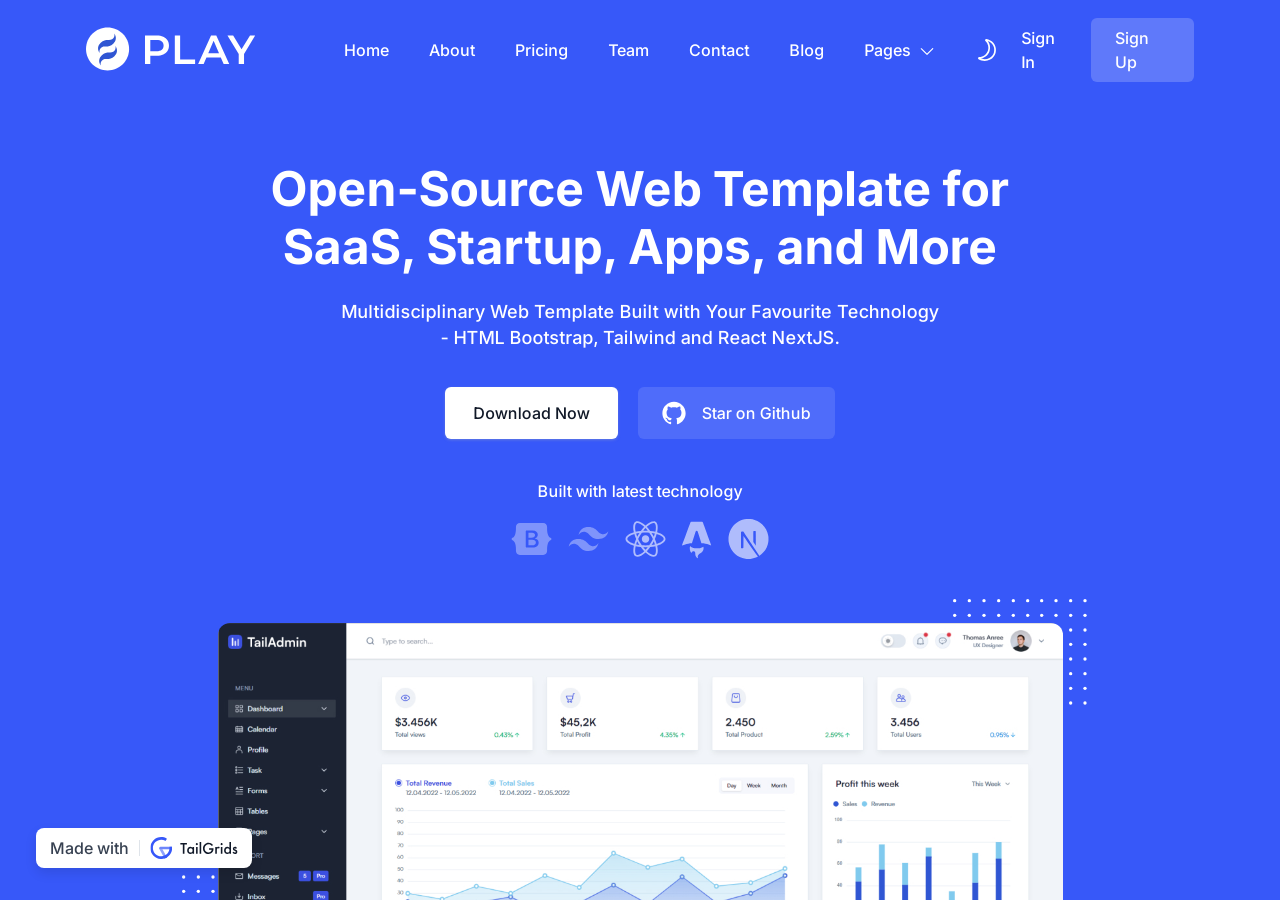 PLAY
Home About Pricing Team Contact Blog Pages
Sign
In
Sign
Up
Open-Source Web Template for
SaaS, Startup, Apps, and More
Multidisciplinary Web Template Built with Your Favourite Technology
- HTML Bootstrap, Tailwind and React NextJS.
Download Now
Star on Github
Built with latest technology
B
N
TailAdmin
Type to search...
Thomas Anree
UX Designer
MENU
Dashboard
Calendar
Profile
Task
Forms
Tables
Pages
Messages 5 Pro
Inbox Pro
$3.456K
Total views 0.43%
$45,2K
Total Profit 4.35%
2.450
Total Product 2.59%
3.456
Total Users 0.95%
Total Revenue
12.04.2022 - 12.05.2022
Total Sales
12.04.2022 - 12.05.2022
Day Week Month
100
90
80
70
60
50
40
30
Profit this week
This Week
Sales Revenue
100
80
60
40
Made with TailGrids